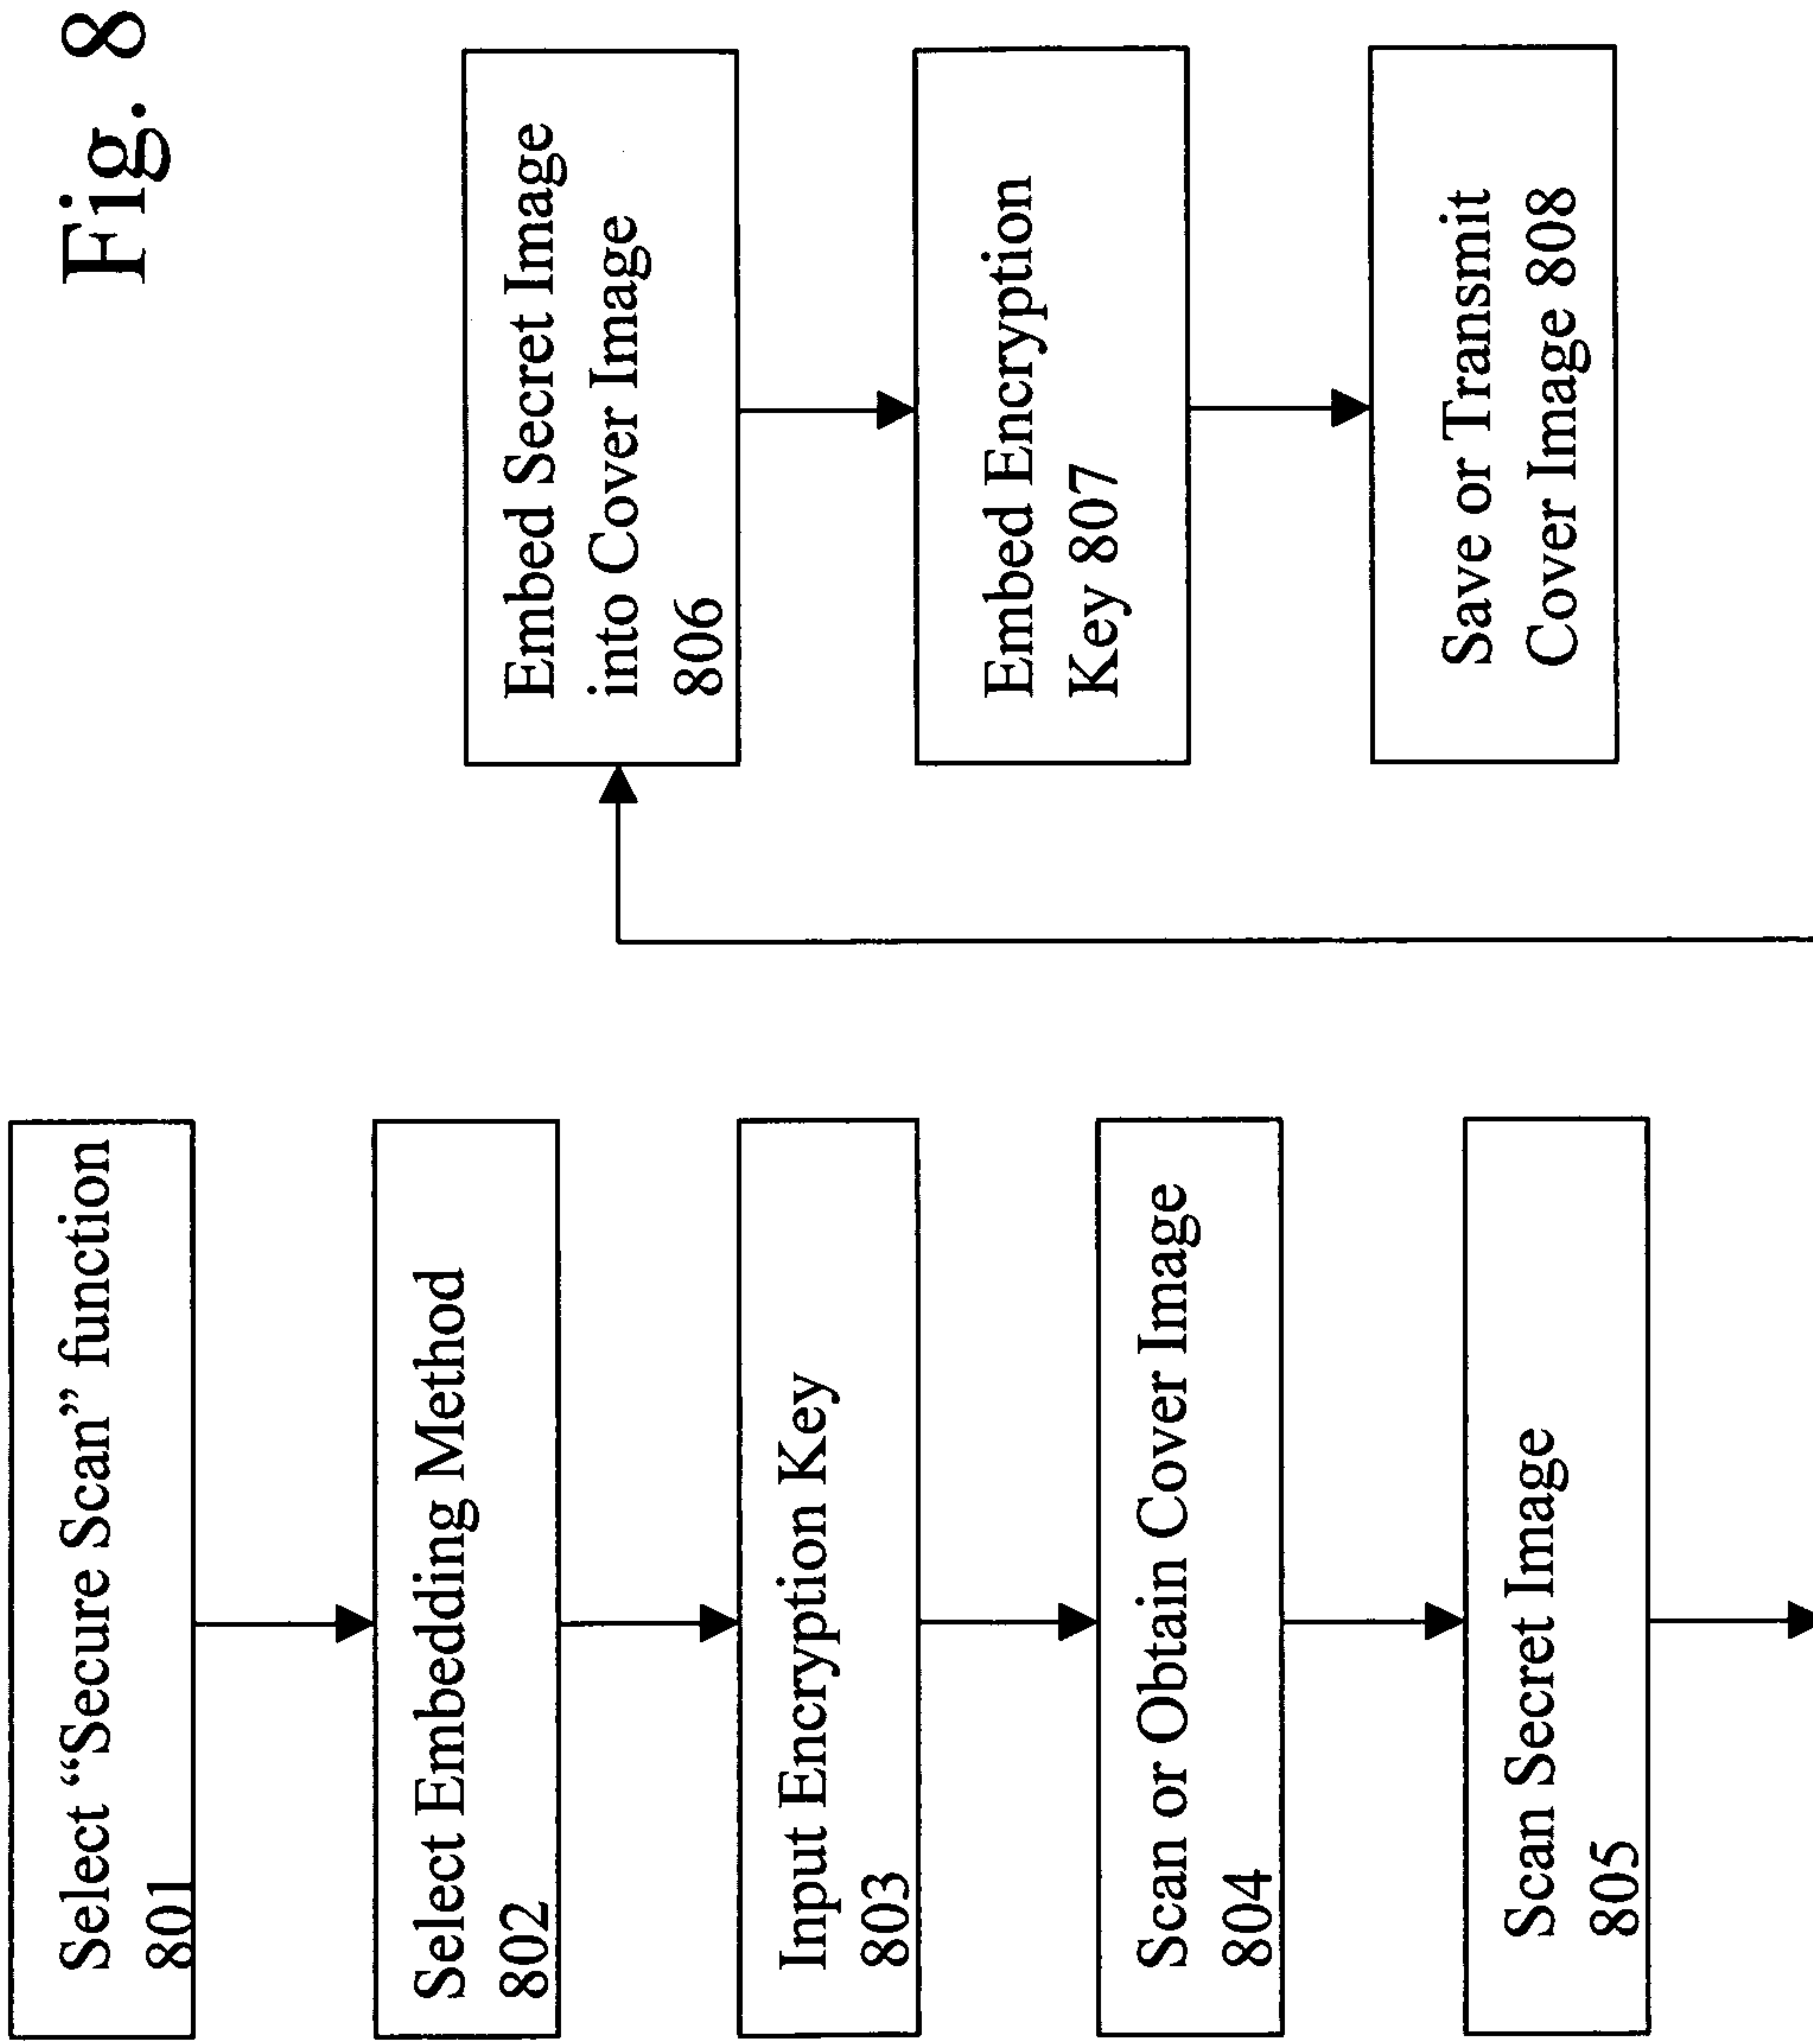 Fig. 8
Select “Secure Scan” function
801
Select Embedding Method
802
Input Encryption Key
803
Scan or Obtain Cover Image
804
Scan Secret Image
805
Embed Secret Image
into Cover Image
806
Embed Encryption
Key 807
Save or Transmit
Cover Image 808